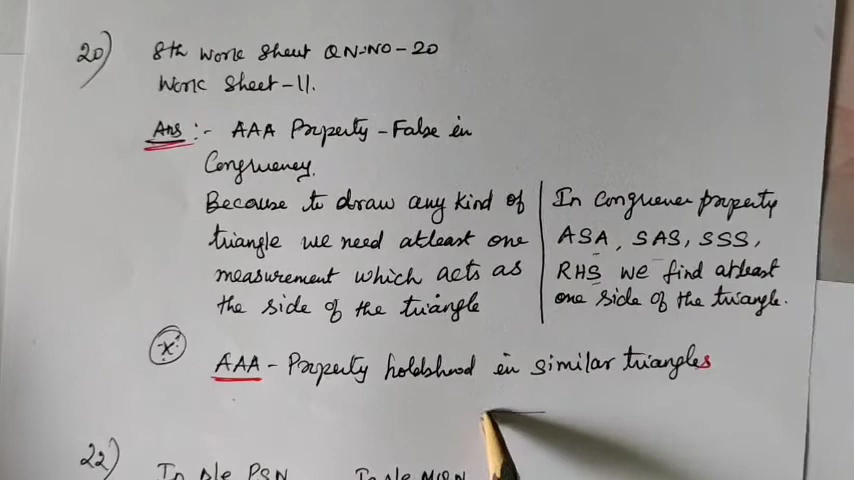 20) 8th Work Sheet QN.NO-20
Work Sheet-11.
Ans :- AAA Property - False in
Congruency.
Because to draw any kind of
triangle we need atleast one
measurement which acts as
the side of the triangle
In congruence property
ASA, SAS, SSS,
RHS we find atleast
one side of the triangle.
AAA - Property holdshood in similar triangles
22)